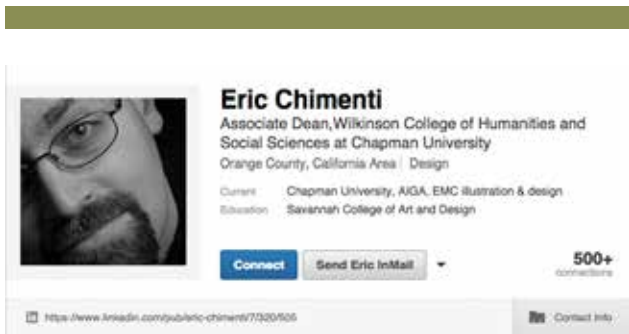 Eric Chimenti
Associate Dean,Wilkinson College of Humanities and
Social Sciences at Chapman University
Orange County, California Area | Design
Current Chapman University, AIGA, EMC illustration & design
Education Savannah College of Art and Design
Connect Send Eric InMail 500+
connections
https://www.linkedin.com/pub/eric-chimenti/7/320/505 Contact Info